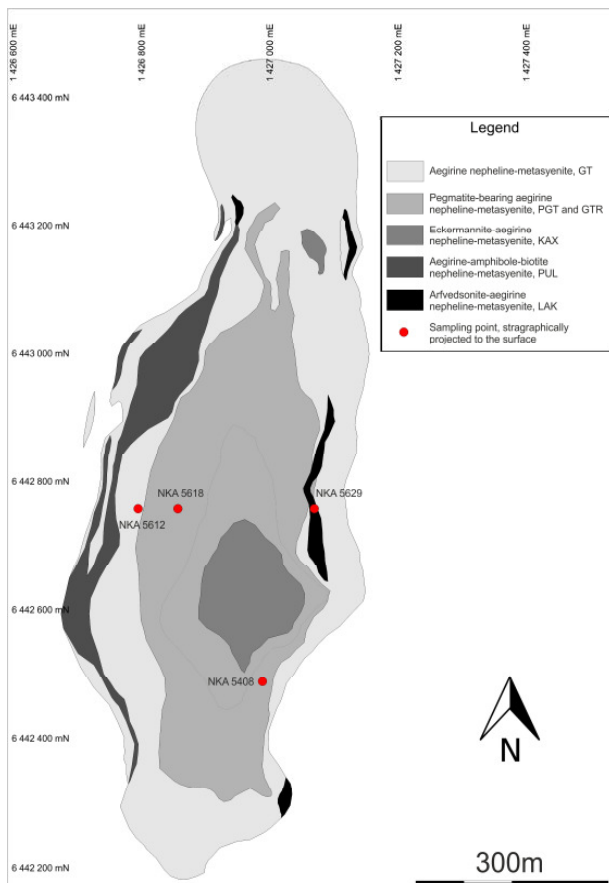 1 426 600 mE
1 426 800 mE
1 427 000 mE
1 427 200 mE
1 427 400 mE
6 443 400 mN
6 443 200 mN
6 443 000 mN
6 442 800 mN
6 442 600 mN
6 442 400 mN
6 442 200 mN
Legend
Aegirine nepheline-metasyenite, GT
Pegmatite-bearing aegirine
nepheline-metasyenite, PGT and GTR
Eckermannite-aegirine
nepheline-metasyenite, KAX
Aegirine-amphibole-biotite
nepheline-metasyenite, PUL
Arfvedsonite-aegirine
nepheline-metasyenite, LAK
Sampling point, stragraphically
projected to the surface
NKA 5618
NKA 5629
NKA 5612
NKA 5408
N
300m